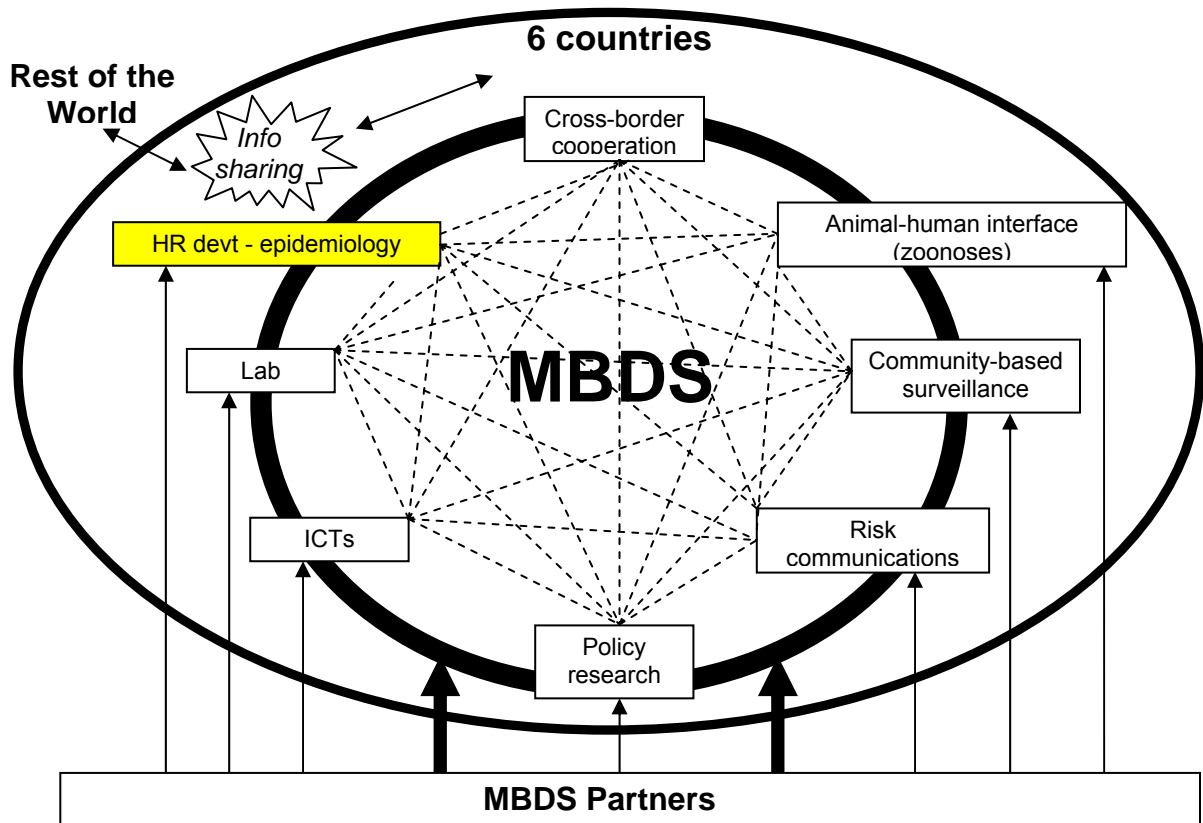 6 countries
Rest of the
World
Info
sharing
Cross-border
cooperation
HR devt - epidemiology
Animal-human interface
(zoonoses)
Lab
MBDS
Community-based
surveillance
ICTs
Risk
communications
Policy
research
MBDS Partners